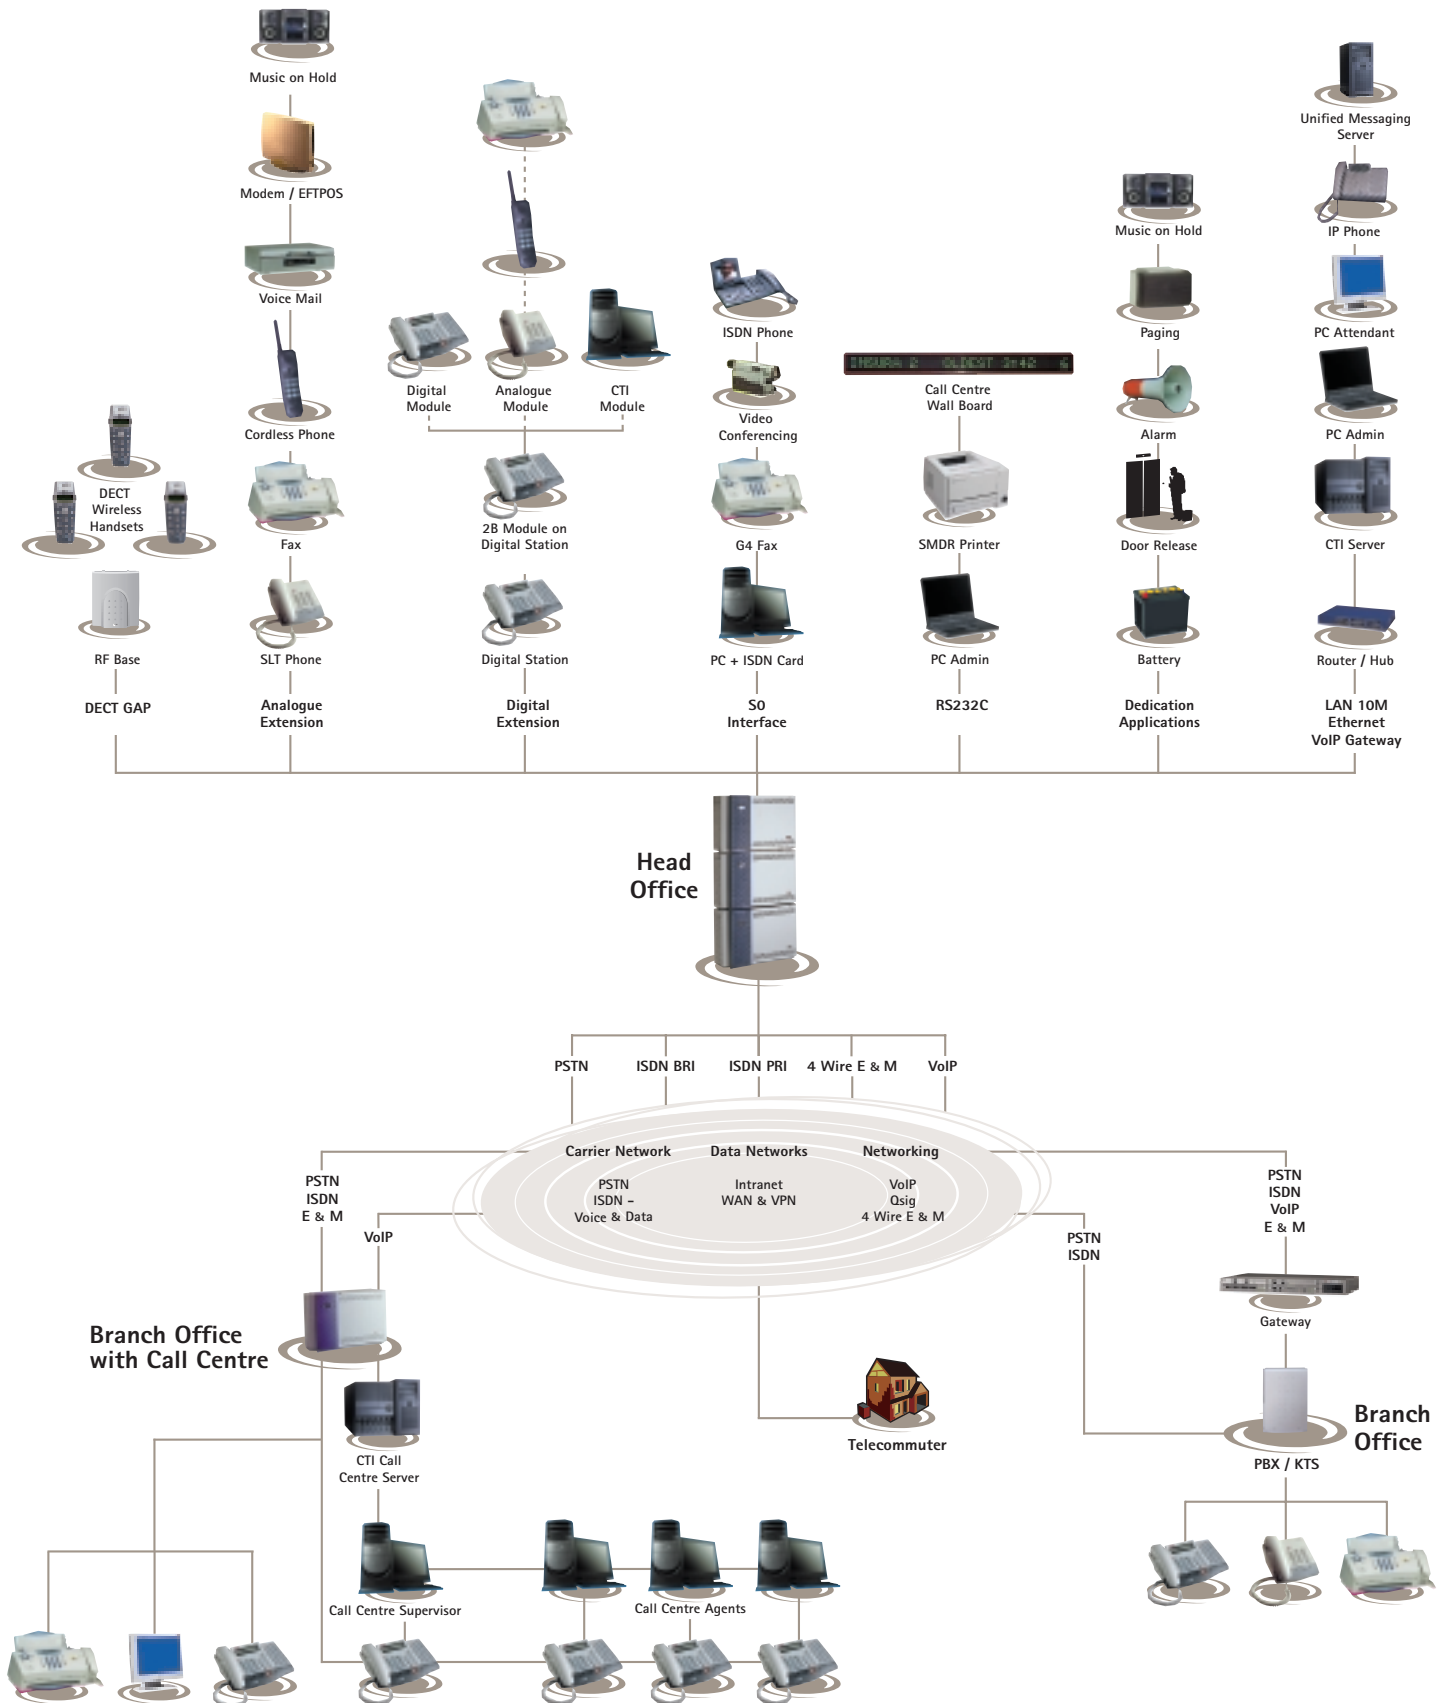 Music on Hold
Modem / EFTPOS
Voice Mail
Cordless Phone
DECT
Wireless
Handsets
Fax
RF Base
SLT Phone
DECT GAP
Analogue
Extension
Digital
Module
Analogue
Module
CTI
Module
2B Module on
Digital Station
Digital Station
Digital
Extension
ISDN Phone
Video
Conferencing
G4 Fax
PC + ISDN Card
S0
Interface
OLDEST
Call Centre
Wall Board
SMDR Printer
PC Admin
RS232C
Music on Hold
Paging
Alarm
Door Release
Battery
Dedication
Applications
Unified Messaging
Server
IP Phone
PC Attendant
PC Admin
CTI Server
Router / Hub
LAN 10M
Ethernet
VoIP Gateway
Head
Office
PSTN
ISDN BRI
ISDN PRI
4 Wire E & M
VoIP
Carrier Network
PSTN
ISDN –
Voice & Data
Data Networks
Intranet
WAN & VPN
Networking
VoIP
Qsig
4 Wire E & M
PSTN
ISDN
E & M
VoIP
PSTN
ISDN
PSTN
ISDN
VoIP
E & M
Gateway
Branch Office
with Call Centre
Telecommuter
Branch
Office
PBX / KTS
CTI Call
Centre Server
Call Centre Supervisor
Call Centre Agents